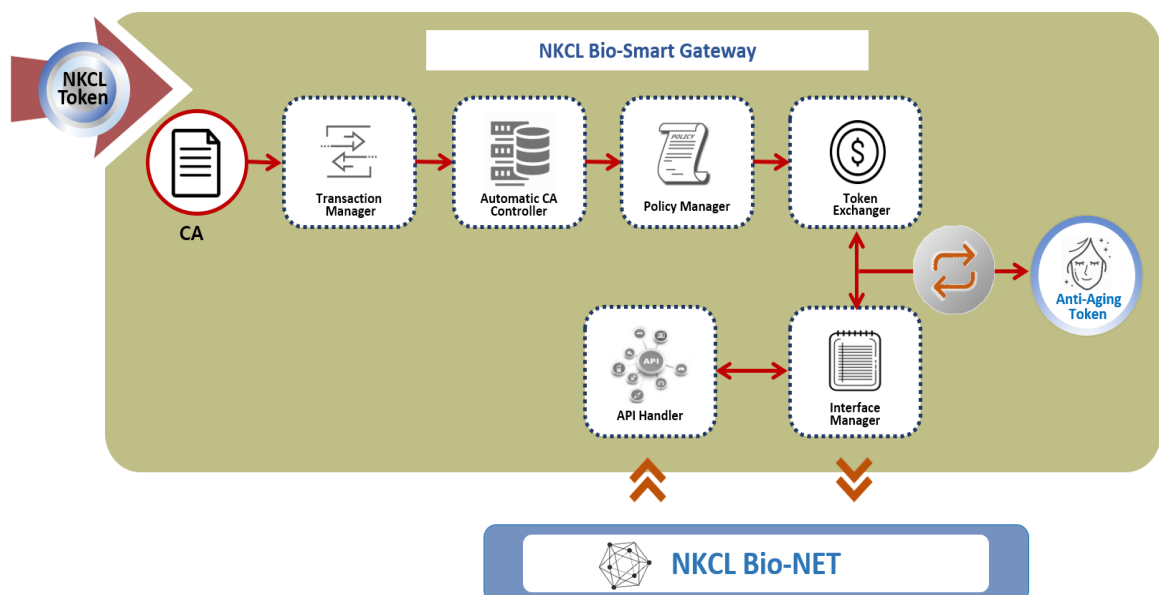 NKCL Bio-Smart Gateway
NKCL
Token
CA
Transaction
Manager
Automatic CA
Controller
POLICY
Policy Manager
$
Token
Exchanger
Anti-Aging
Token
API
API Handler
Interface
Manager
NKCL Bio-NET